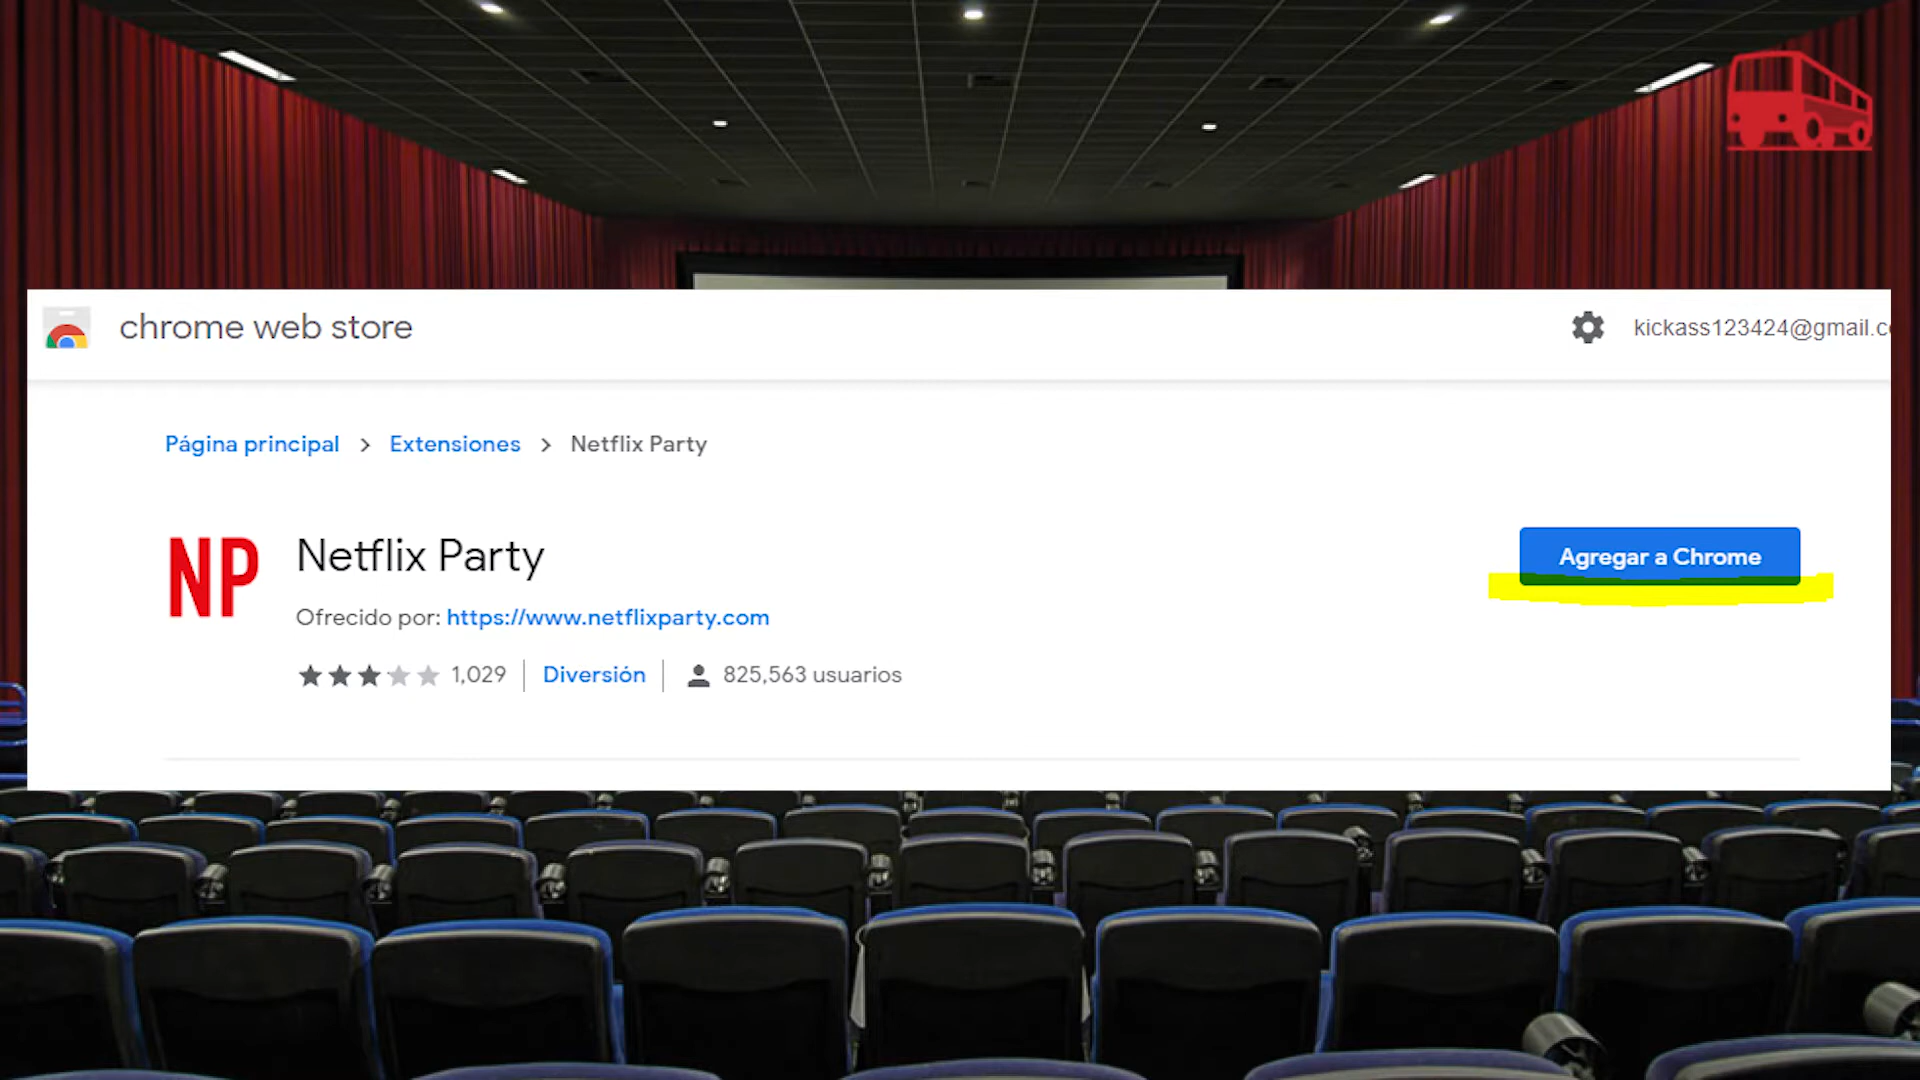 chrome web store
kickass123424@gmail.c
Página principal > Extensiones > Netflix Party
NP
Netflix Party
Agregar a Chrome
Ofrecido por: https://www.netflixparty.com
1,029 | Diversión | 825,563 usuarios